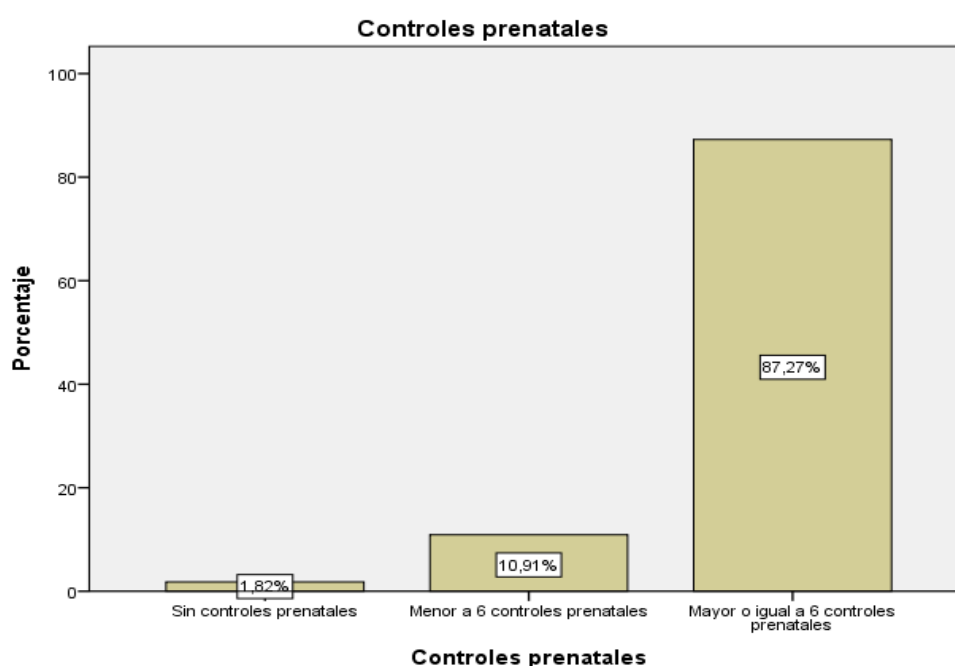 Controles prenatales
100
80
60
40
20
0
Porcentaje
87,27%
10,91%
1,82%
Sin controles prenatales
Menor a 6 controles prenatales
Mayor o igual a 6 controles
prenatales
Controles prenatales